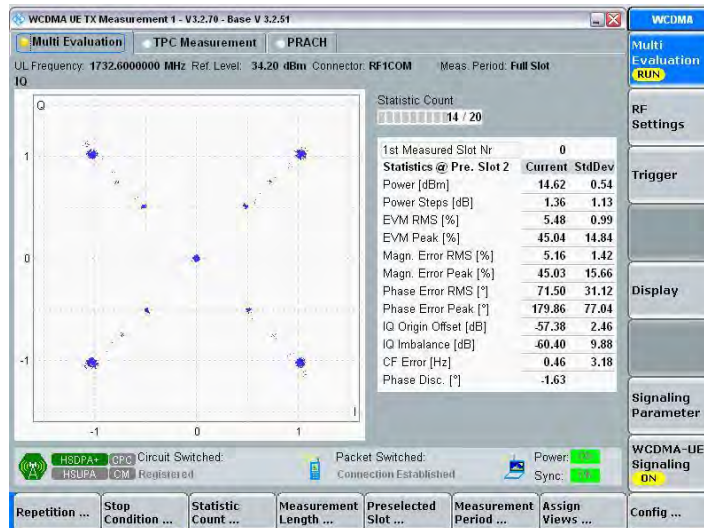 WCDMA UE TX Measurement 1 - V3.2.70 - Base V 3.2.51
WCDMA
Multi Evaluation
TPC Measurement
PRACH
UL Frequency: 1732.6000000 MHz Ref. Level: 34.20 dBm Connector: RF1COM Meas. Period: Full Slot
IQ
Q
1
0
-1
-1 0 1
I
Statistic Count
14 / 20
1st Measured Slot Nr 0
Statistics @ Pre. Slot 2 Current StdDev
Power [dBm] 14.62 0.54
Power Steps [dB] 1.36 1.13
EVM RMS [%] 5.48 0.99
EVM Peak [%] 45.04 14.84
Magn. Error RMS [%] 5.16 1.42
Magn. Error Peak [%] 45.03 15.66
Phase Error RMS [°] 71.50 31.12
Phase Error Peak [°] 179.86 77.04
IQ Origin Offset [dB] -57.38 2.46
IQ Imbalance [dB] -60.40 9.88
CF Error [Hz] 0.46 3.18
Phase Disc. [°] -1.63
Multi
Evaluation
RUN
RF
Settings
Trigger
Display
Signaling
Parameter
WCDMA-UE
Signaling
ON
Config ...
HSDPA+ CPC Circuit Switched: Packet Switched: Power:
HSUPA CM Registered Connection Established Sync:
Repetition ...
Stop
Condition ...
Statistic
Count ...
Measurement
Length ...
Preselected
Slot ...
Measurement
Period ...
Assign
Views ...